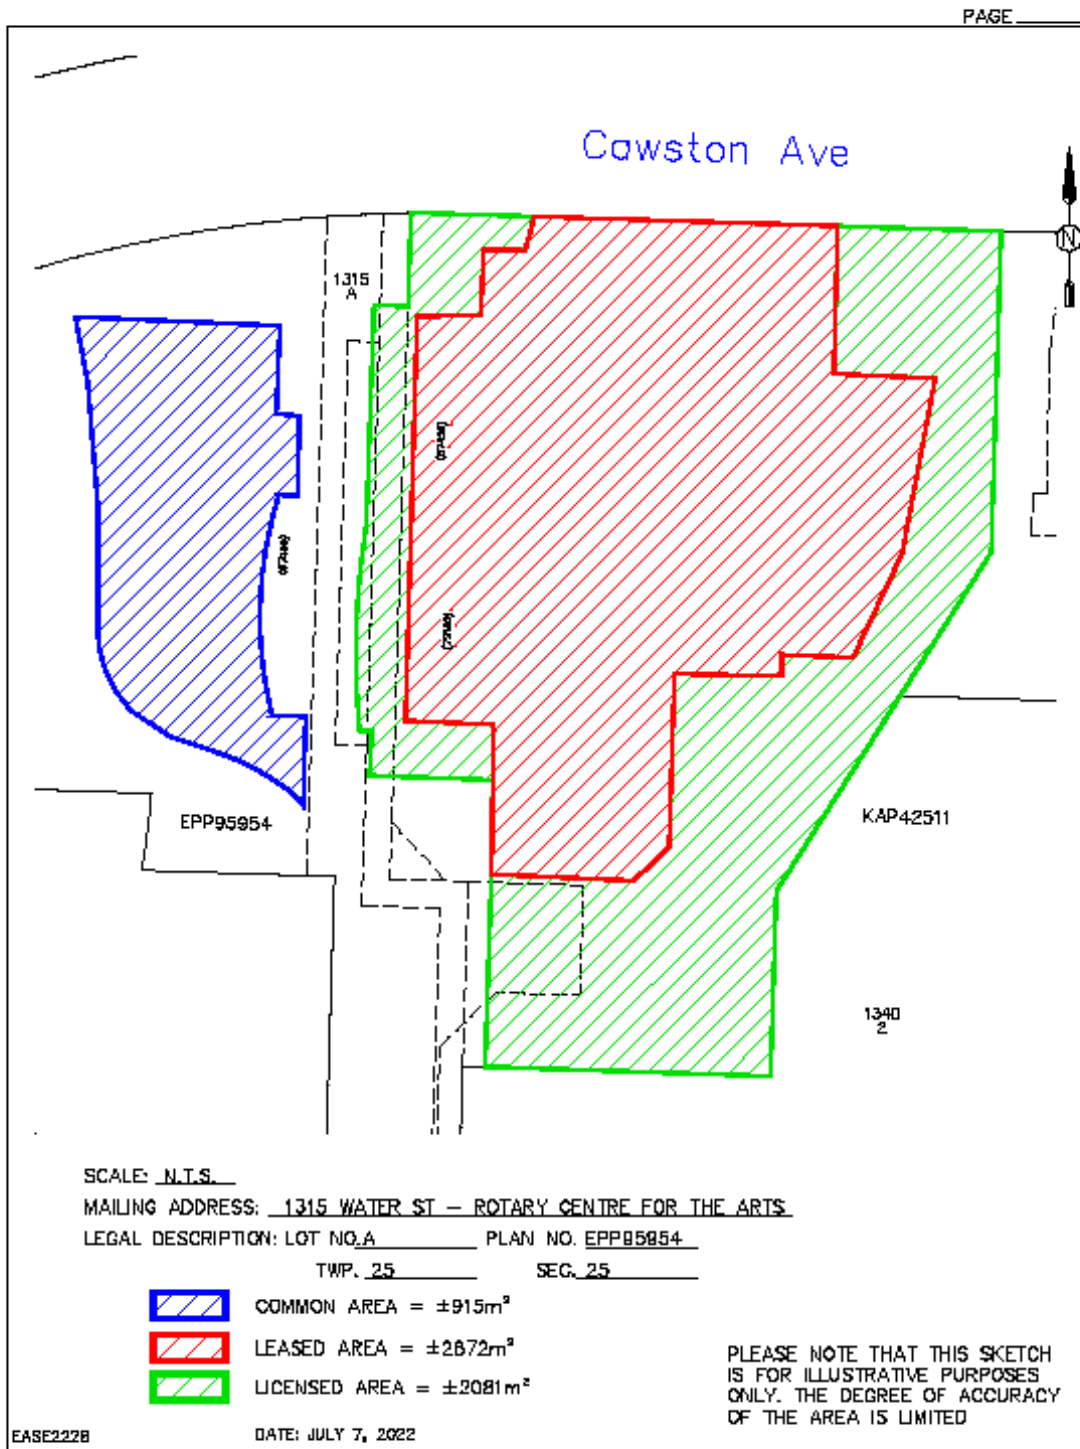 PAGE
Cawston Ave
N
1315
A
EPP95954
KAP42511
1340
2
SCALE: N.T.S.
MAILING ADDRESS: 1315 WATER ST – ROTARY CENTRE FOR THE ARTS
LEGAL DESCRIPTION: LOT NO. A PLAN NO. EPP95954
TWP. 25 SEC. 25
COMMON AREA = ±915m²
LEASED AREA = ±2672m²
LICENSED AREA = ±2081m²
PLEASE NOTE THAT THIS SKETCH
IS FOR ILLUSTRATIVE PURPOSES
ONLY. THE DEGREE OF ACCURACY
OF THE AREA IS LIMITED
EASE2228
DATE: JULY 7, 2022